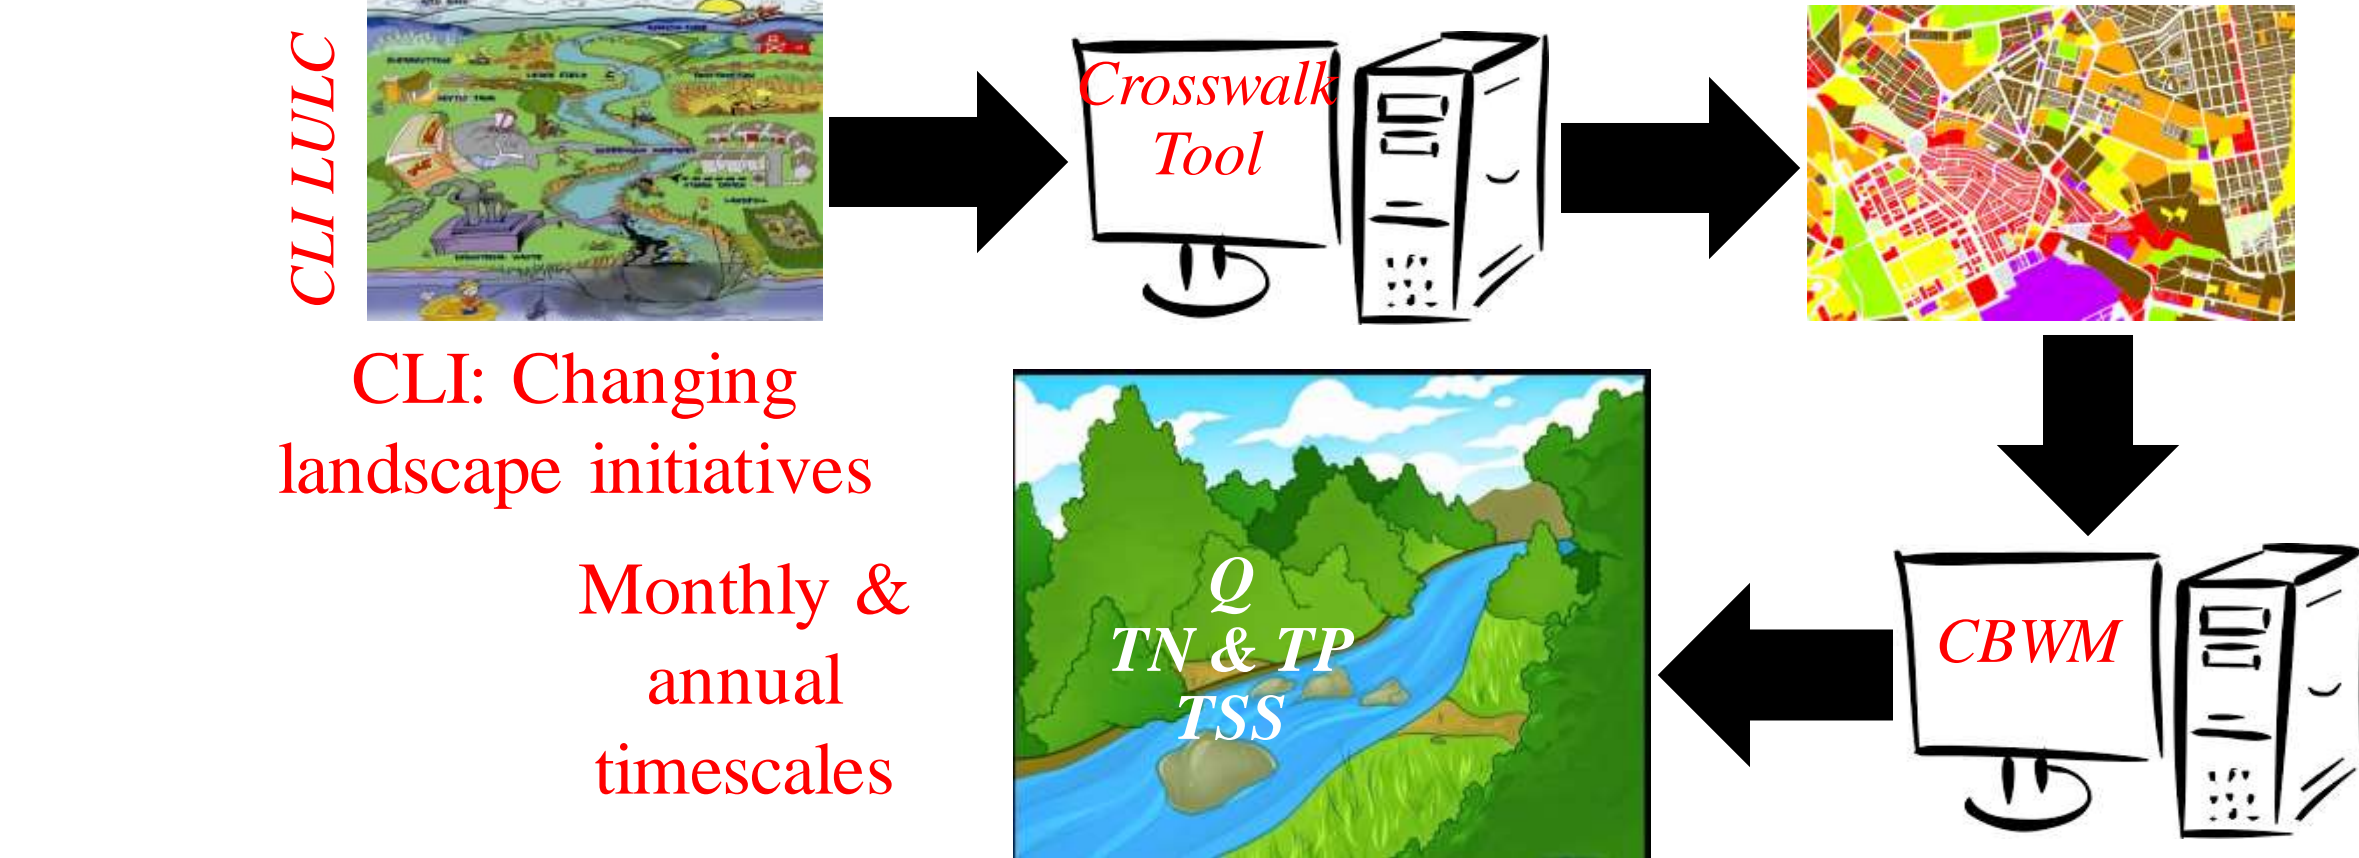 CLI LULC
Crosswalk
Tool
CLI: Changing
landscape initiatives
Monthly &
annual
timescales
Q
TN & TP
TSS
CBWM